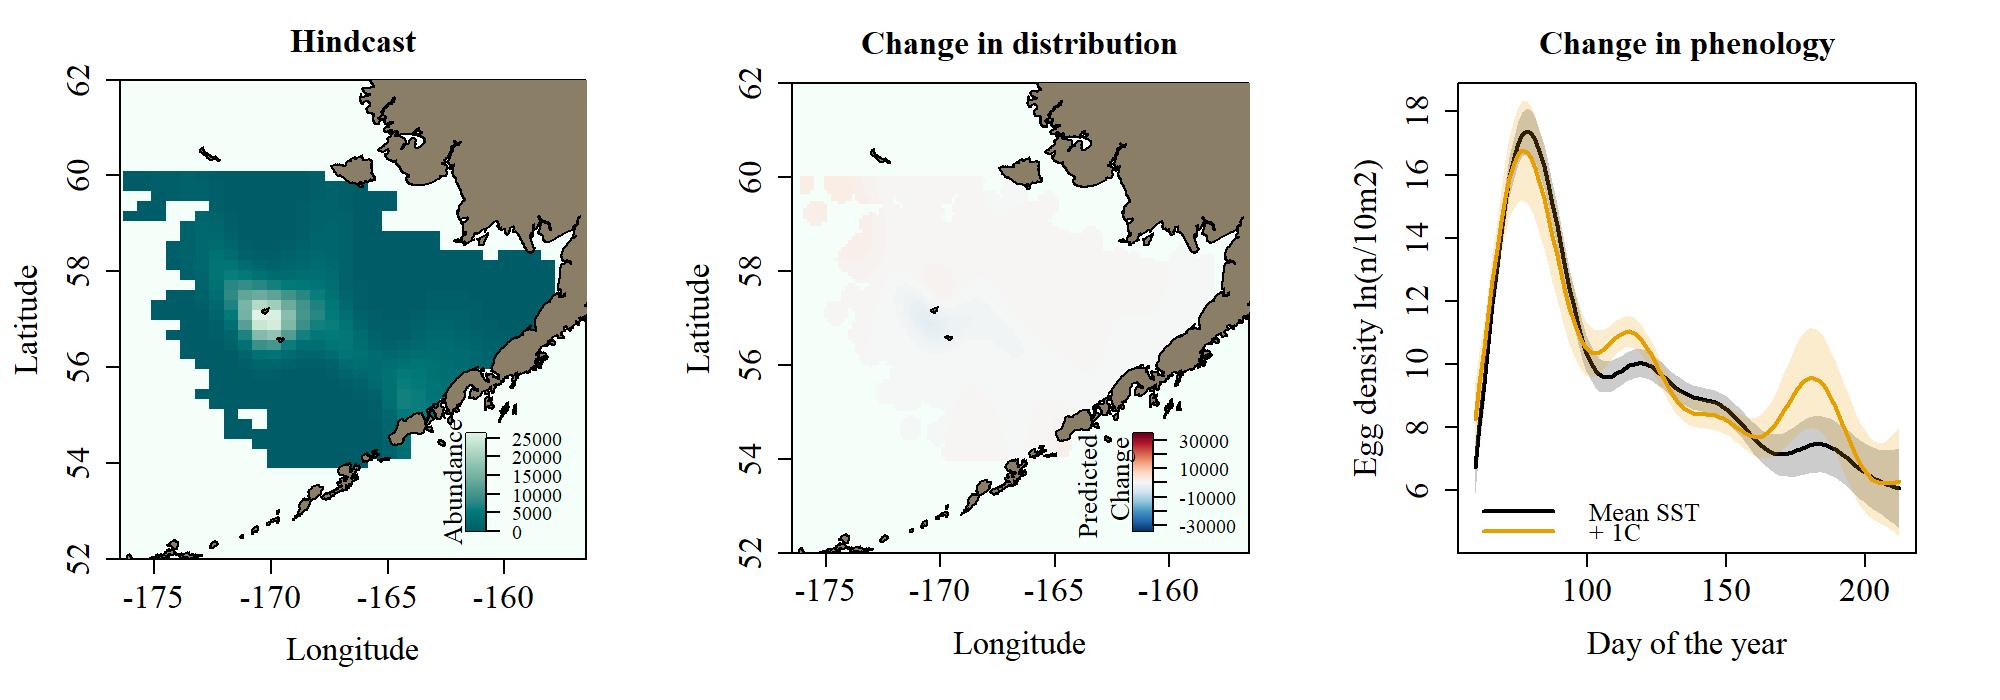 Hindcast
62
60
58
56
54
52
Latitude
-175
-170
-165
-160
Longitude
Abundance
25000
20000
15000
10000
5000
0
Change in distribution
62
60
58
56
54
52
Latitude
-175
-170
-165
-160
Longitude
Predicted
Change
30000
10000
-10000
-30000
Change in phenology
18
16
14
12
10
8
6
Egg density ln(n/10m2)
Mean SST
+ 1C
100
150
200
Day of the year